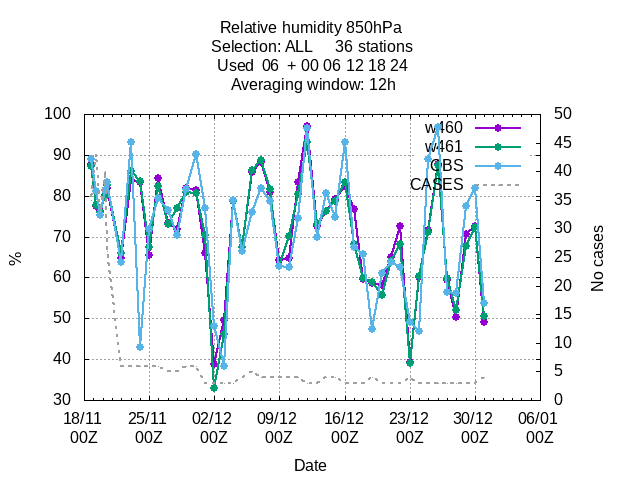 Relative humidity 850hPa
Selection: ALL 36 stations
Used 06 + 00 06 12 18 24
Averaging window: 12h
100
90
80
70
60
50
40
30
%
50
45
40
35
30
25
20
15
10
5
0
No cases
w460
w461
OBS
CASES
18/11 25/11 02/12 09/12 16/12 23/12 30/12 06/01
00Z 00Z 00Z 00Z 00Z 00Z 00Z 00Z
Date